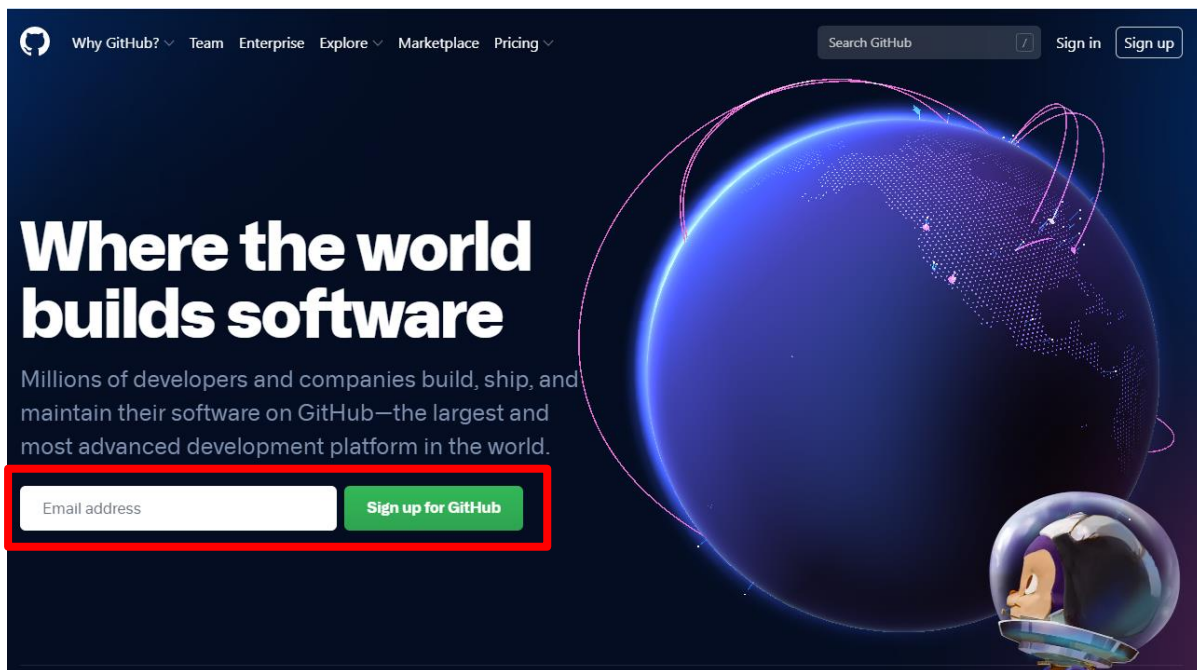 Why GitHub? Team Enterprise Explore Marketplace Pricing Search GitHub / Sign in Sign up
Where the world
builds software
Millions of developers and companies build, ship, and
maintain their software on GitHub—the largest and
most advanced development platform in the world.
Email address Sign up for GitHub